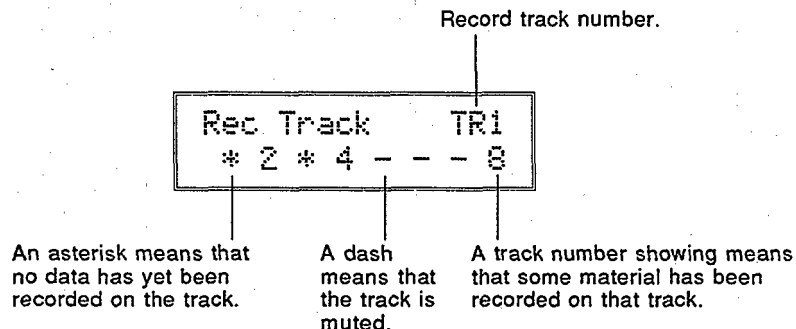 Record track number.
Rec Track TR1
* 2 * 4 - - - 8
An asterisk means that
no data has yet been
recorded on the track.
A dash
means that
the track is
muted.
A track number showing means
that some material has been
recorded on that track.